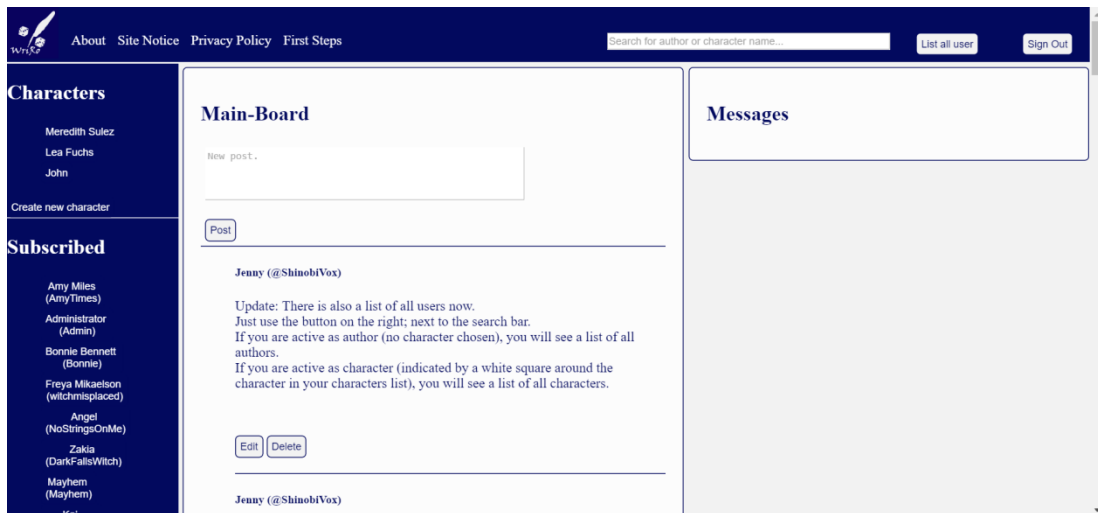 WriRo
About Site Notice Privacy Policy First Steps
Search for author or character name...
List all user
Sign Out
Characters
Meredith Sulez
Lea Fuchs
John
Create new character
Subscribed
Amy Miles
(AmyTimes)
Administrator
(Admin)
Bonnie Bennett
(Bonnie)
Freya Mikaelson
(witchmisplaced)
Angel
(NoStringsOnMe)
Zakia
(DarkFallsWitch)
Mayhem
(Mayhem)
Main-Board
New post.
Post
Jenny (@ShinobiVox)
Update: There is also a list of all users now.
Just use the button on the right; next to the search bar.
If you are active as author (no character chosen), you will see a list of all
authors.
If you are active as character (indicated by a white square around the
character in your characters list), you will see a list of all characters.
Edit Delete
Jenny (@ShinobiVox)
Messages